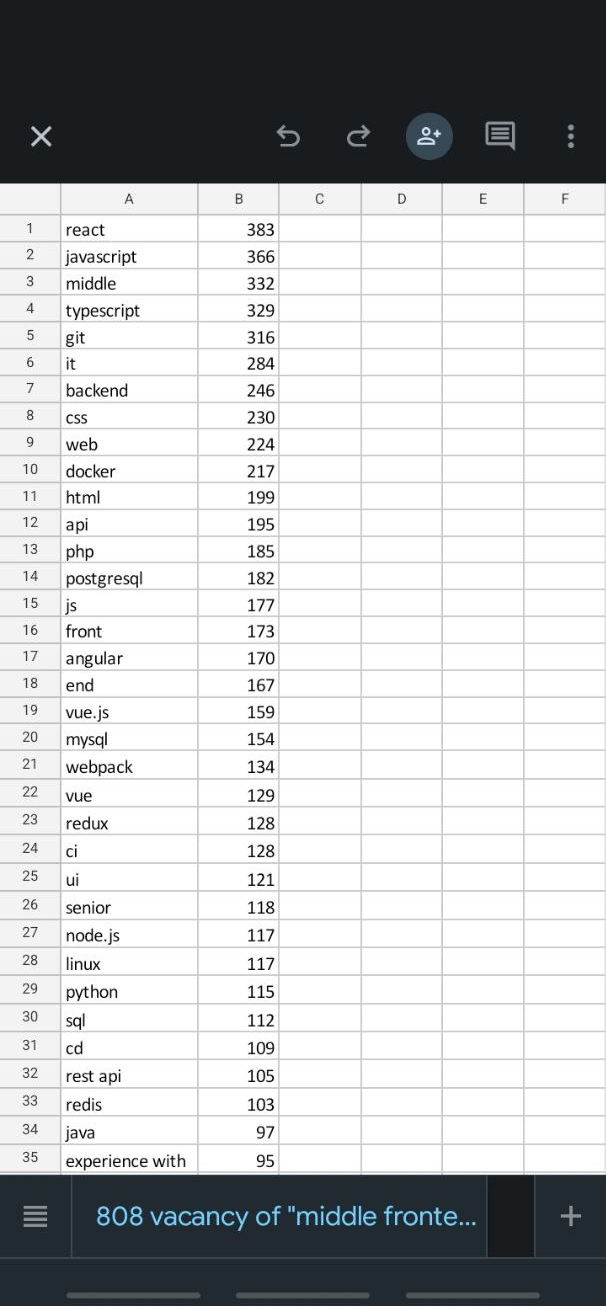 A B C D E F
1 react 383
2 javascript 366
3 middle 332
4 typescript 329
5 git 316
6 it 284
7 backend 246
8 css 230
9 web 224
10 docker 217
11 html 199
12 api 195
13 php 185
14 postgresql 182
15 js 177
16 front 173
17 angular 170
18 end 167
19 vue.js 159
20 mysql 154
21 webpack 134
22 vue 129
23 redux 128
24 ci 128
25 ui 121
26 senior 118
27 node.js 117
28 linux 117
29 python 115
30 sql 112
31 cd 109
32 rest api 105
33 redis 103
34 java 97
35 experience with 95
808 vacancy of "middle fronte...